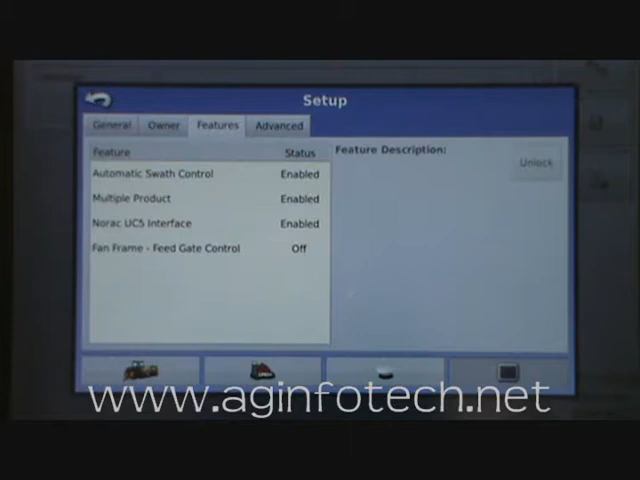 Setup
General Owner Features Advanced
Feature Status
Feature Description:
Unlock
Automatic Swath Control Enabled
Multiple Product Enabled
Norac UC5 Interface Enabled
Fan Frame - Feed Gate Control Off
www.aginfotech.net